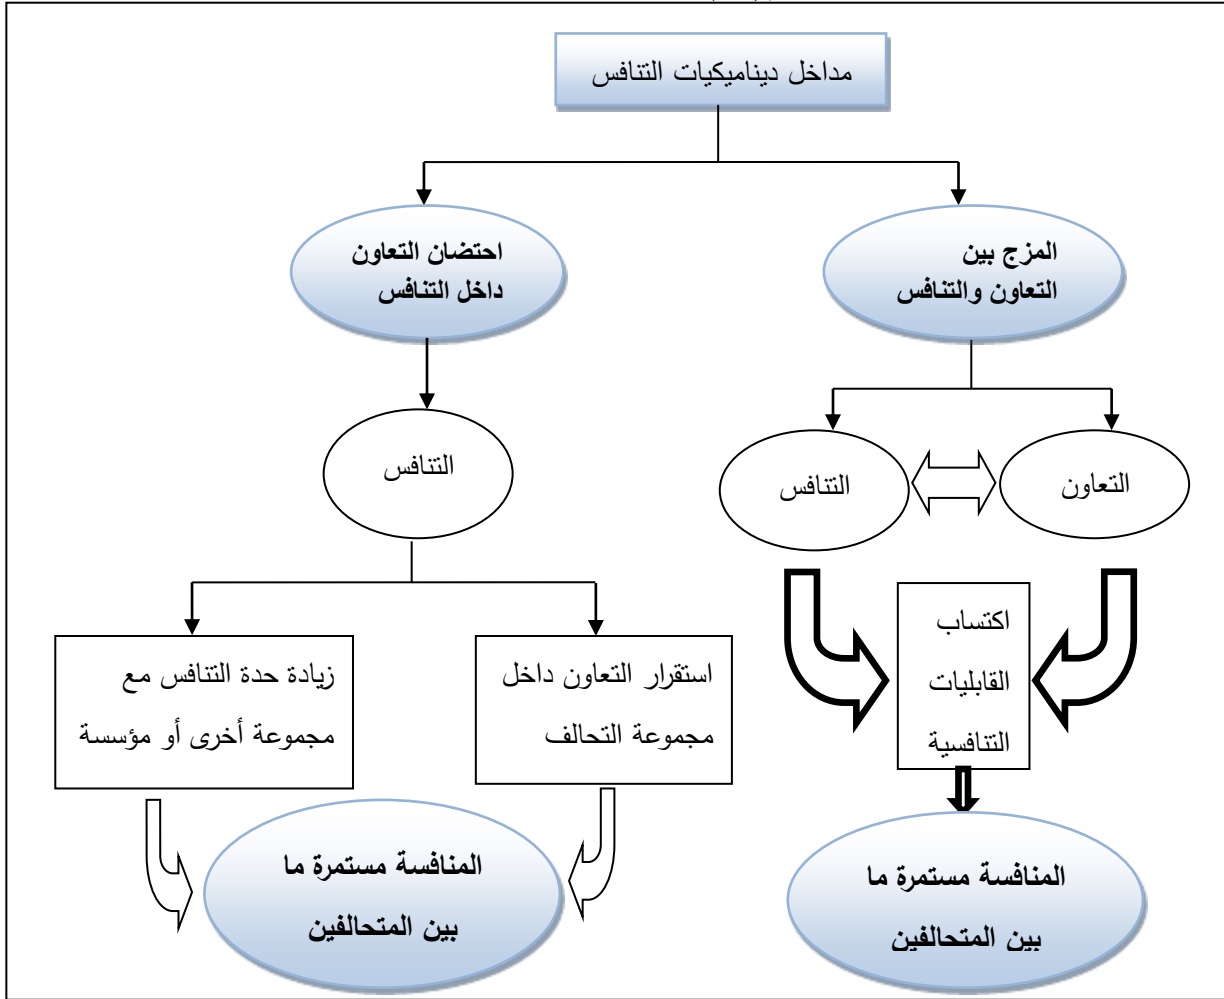 مداخل ديناميكيات التنافس
المزج بين
التعاون والتنافس
احتضان التعاون
داخل التنافس
التعاون
التنافس
التنافس
اكتساب
القابليات
التنافسية
استقرار التعاون داخل
مجموعة التحالف
زيادة حدة التنافس مع
مجموعة أخرى أو مؤسسة
المنافسة مستمرة ما
بين المتحالفين
المنافسة مستمرة ما
بين المتحالفين